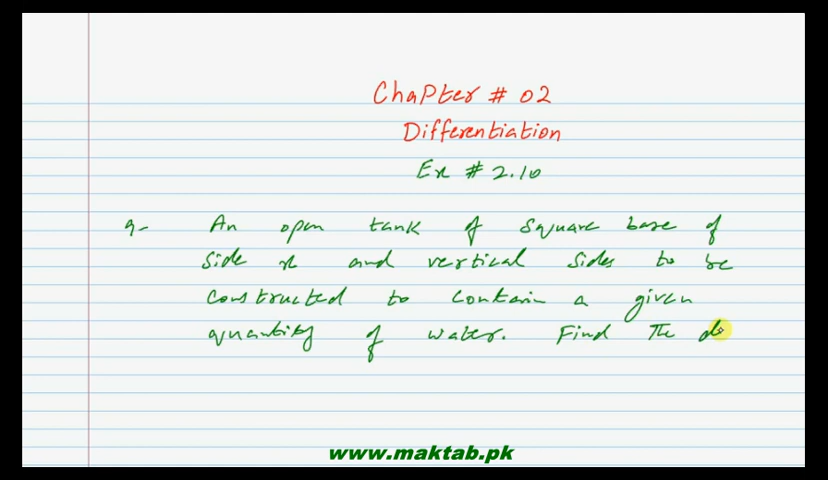 Chapter # 02
Differentiation
Ex # 2.10
9- An open tank of square base of
side x and vertical sides to be
constructed to contain a given
quantity of water. Find The de
www.maktab.pk